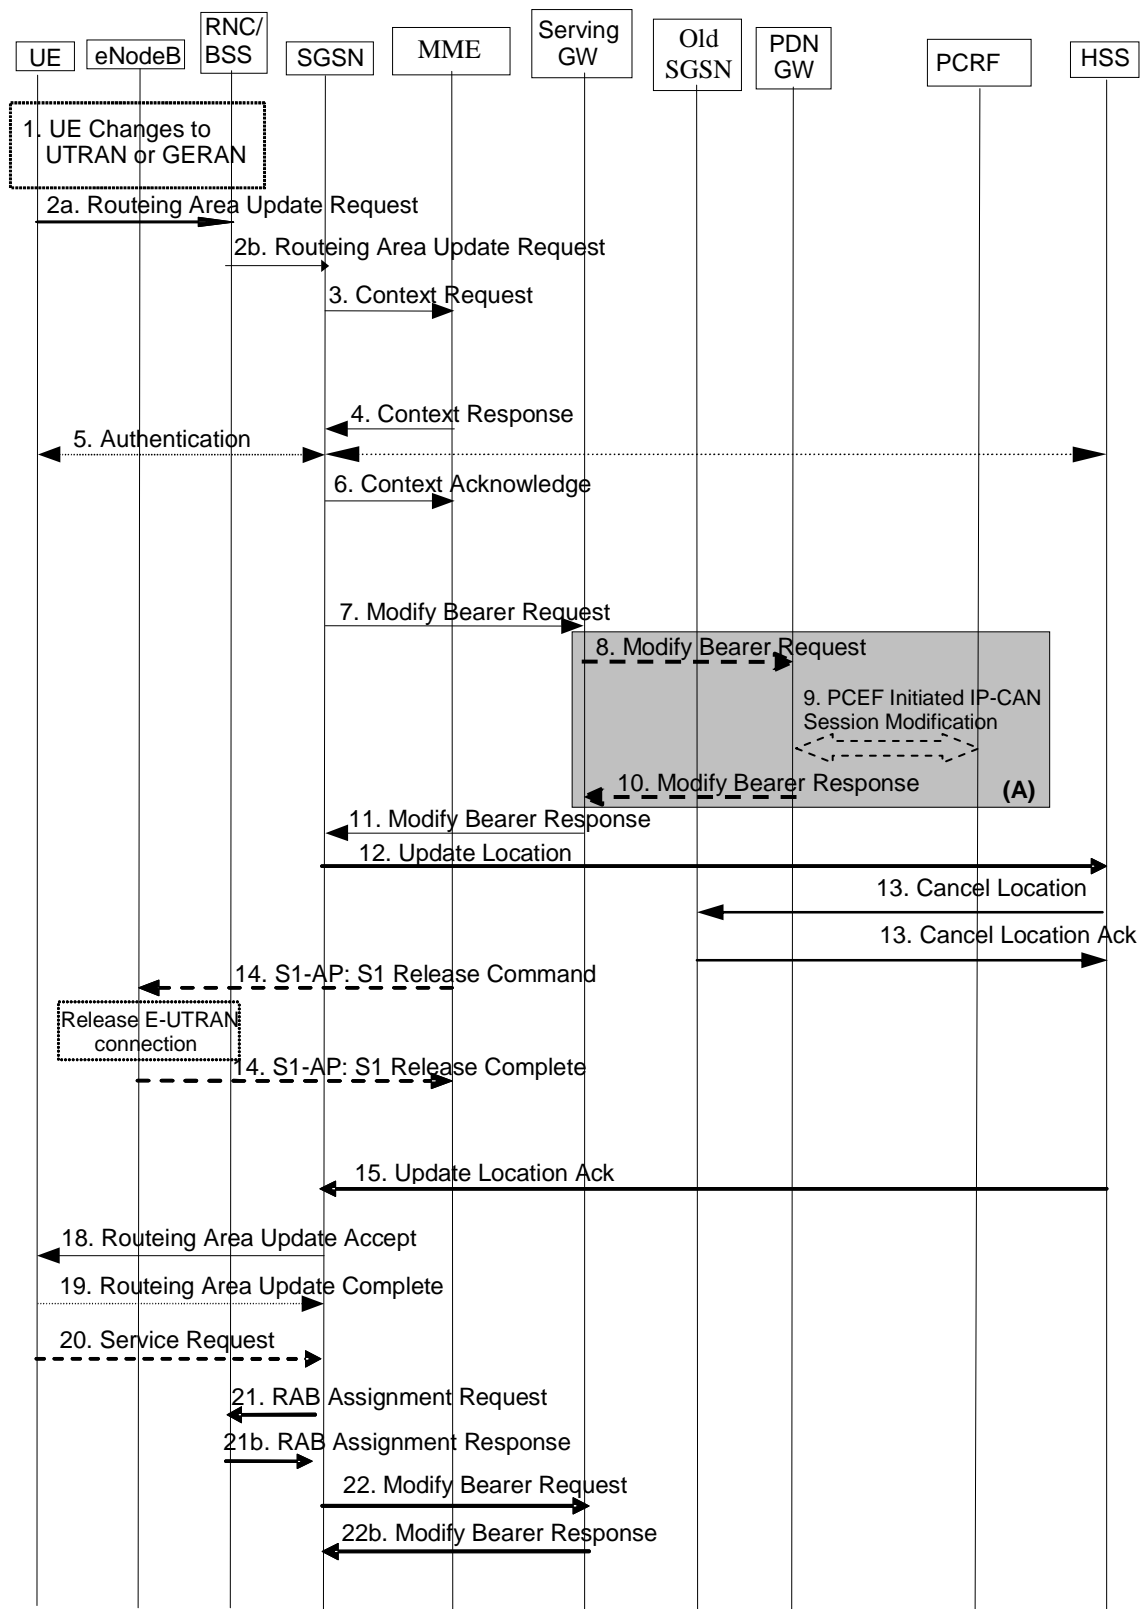 UE
eNodeB
RNC/
BSS
SGSN
MME
Serving
GW
Old
SGSN
PDN
GW
PCRF
HSS
1. UE Changes to
UTRAN or GERAN
2a. Routeing Area Update Request
2b. Routeing Area Update Request
3. Context Request
4. Context Response
5. Authentication
6. Context Acknowledge
7. Modify Bearer Request
8. Modify Bearer Request
9. PCEF Initiated IP-CAN
Session Modification
10. Modify Bearer Response
(A)
11. Modify Bearer Response
12. Update Location
13. Cancel Location
13. Cancel Location Ack
14. S1-AP: S1 Release Command
Release E-UTRAN
connection
14. S1-AP: S1 Release Complete
15. Update Location Ack
18. Routeing Area Update Accept
19. Routeing Area Update Complete
20. Service Request
21. RAB Assignment Request
21b. RAB Assignment Response
22. Modify Bearer Request
22b. Modify Bearer Response